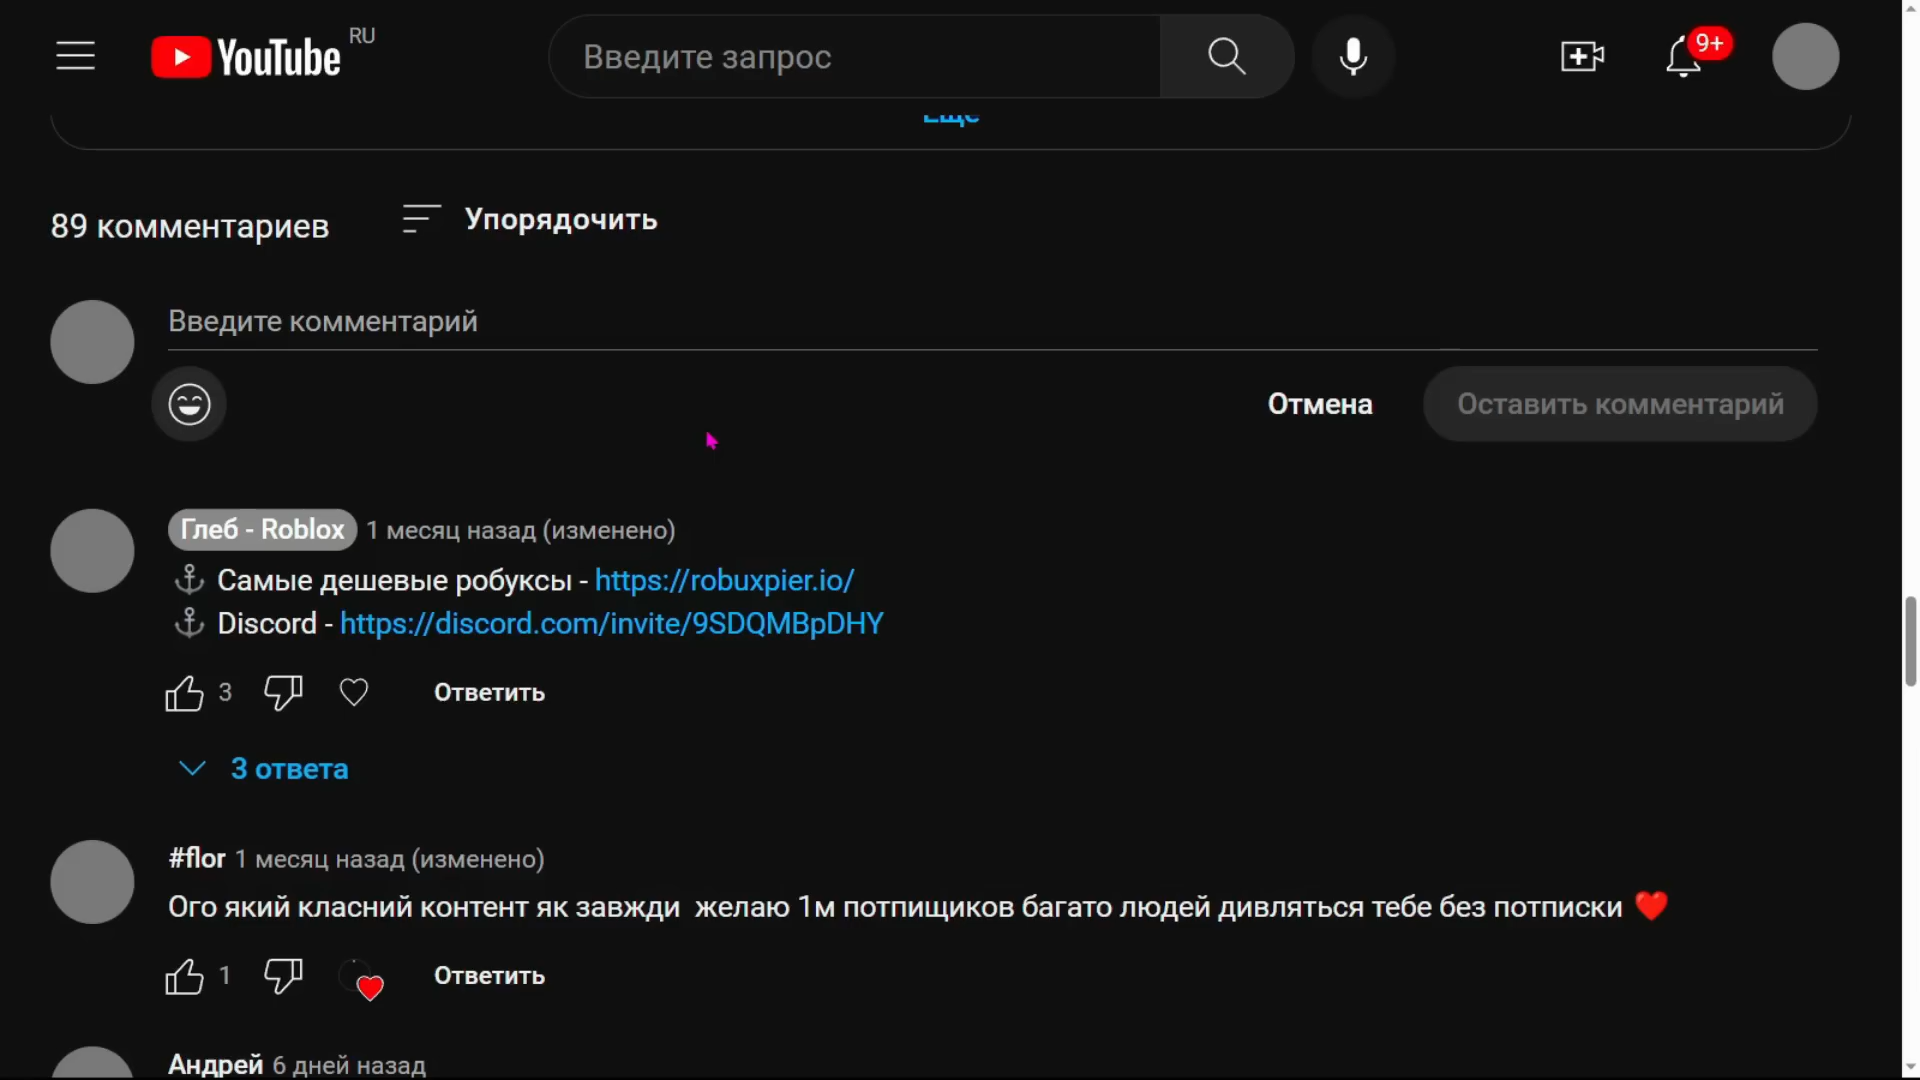 YouTube RU
Введите запрос
9+
Ещё
89 комментариев
Упорядочить
Введите комментарий
Отмена
Оставить комментарий
Глеб - Roblox 1 месяц назад (изменено)
⚓ Самые дешевые робуксы - https://robuxpier.io/
⚓ Discord - https://discord.com/invite/9SDQMBpDHY
3
Ответить
3 ответа
#flor 1 месяц назад (изменено)
Ого який класний контент як завжди желаю 1м потпищиков багато людей дивляться тебе без потписки ❤️
1
Ответить
Андрей 6 дней назад